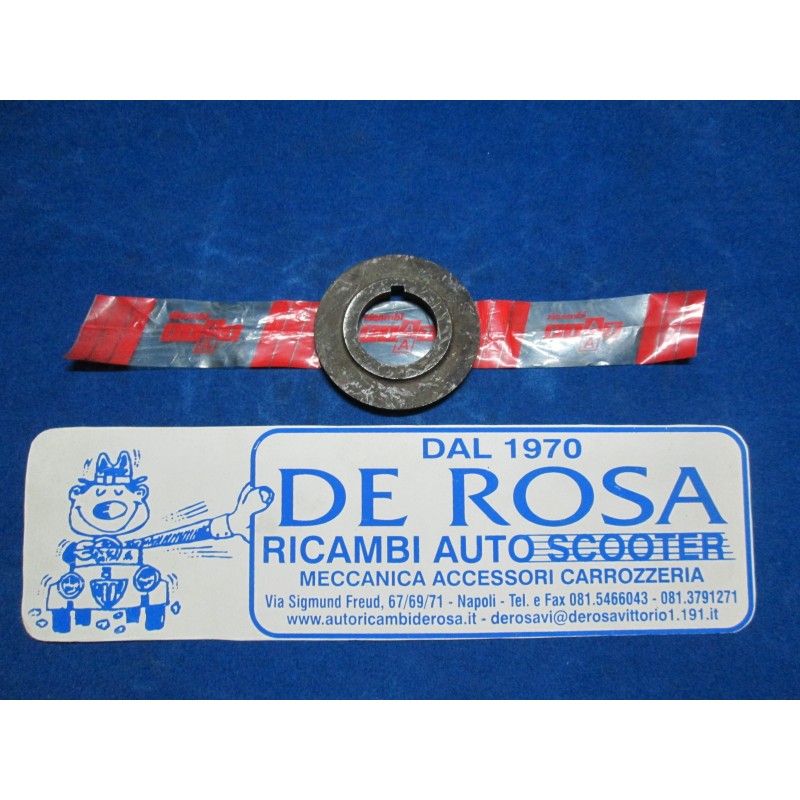 ricambi
DAL 1970
DE ROSA
RICAMBI AUTO SCOOTER
MECCANICA ACCESSORI CARROZZERIA
Via Sigmund Freud, 67/69/71 - Napoli - Tel. e Fax 081.5466043 - 081.3791271
www.autoricambiderosa.it - derosavi@derosavittorio1.191.it